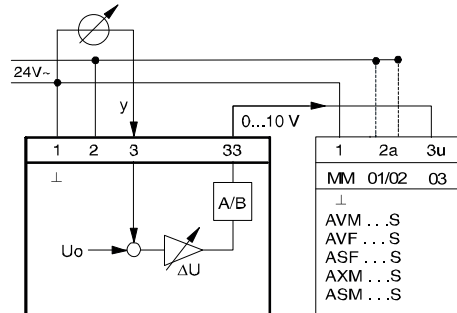 24V~
y
0...10 V
1 2 3 33
1 2a 3u
⊥
MM 01/02 03
A/B
⊥
AVM ...S
Uo
AVF ...S
ΔU
ASF ...S
AXM ...S
ASM ...S